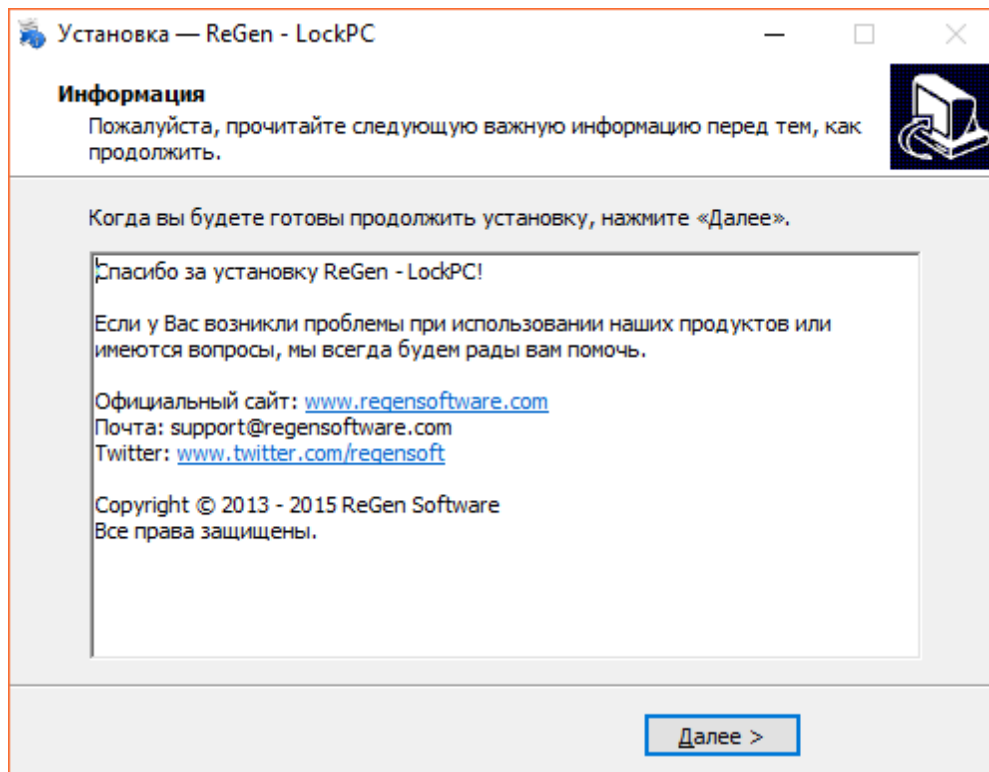 Установка — ReGen - LockPC
Информация
Пожалуйста, прочитайте следующую важную информацию перед тем, как
продолжить.
Когда вы будете готовы продолжить установку, нажмите «Далее».
Спасибо за установку ReGen - LockPC!
Если у Вас возникли проблемы при использовании наших продуктов или
имеются вопросы, мы всегда будем рады вам помочь.
Официальный сайт: www.regensoftware.com
Почта: support@regensoftware.com
Twitter: www.twitter.com/regensoft
Copyright © 2013 - 2015 ReGen Software
Все права защищены.
Далее >